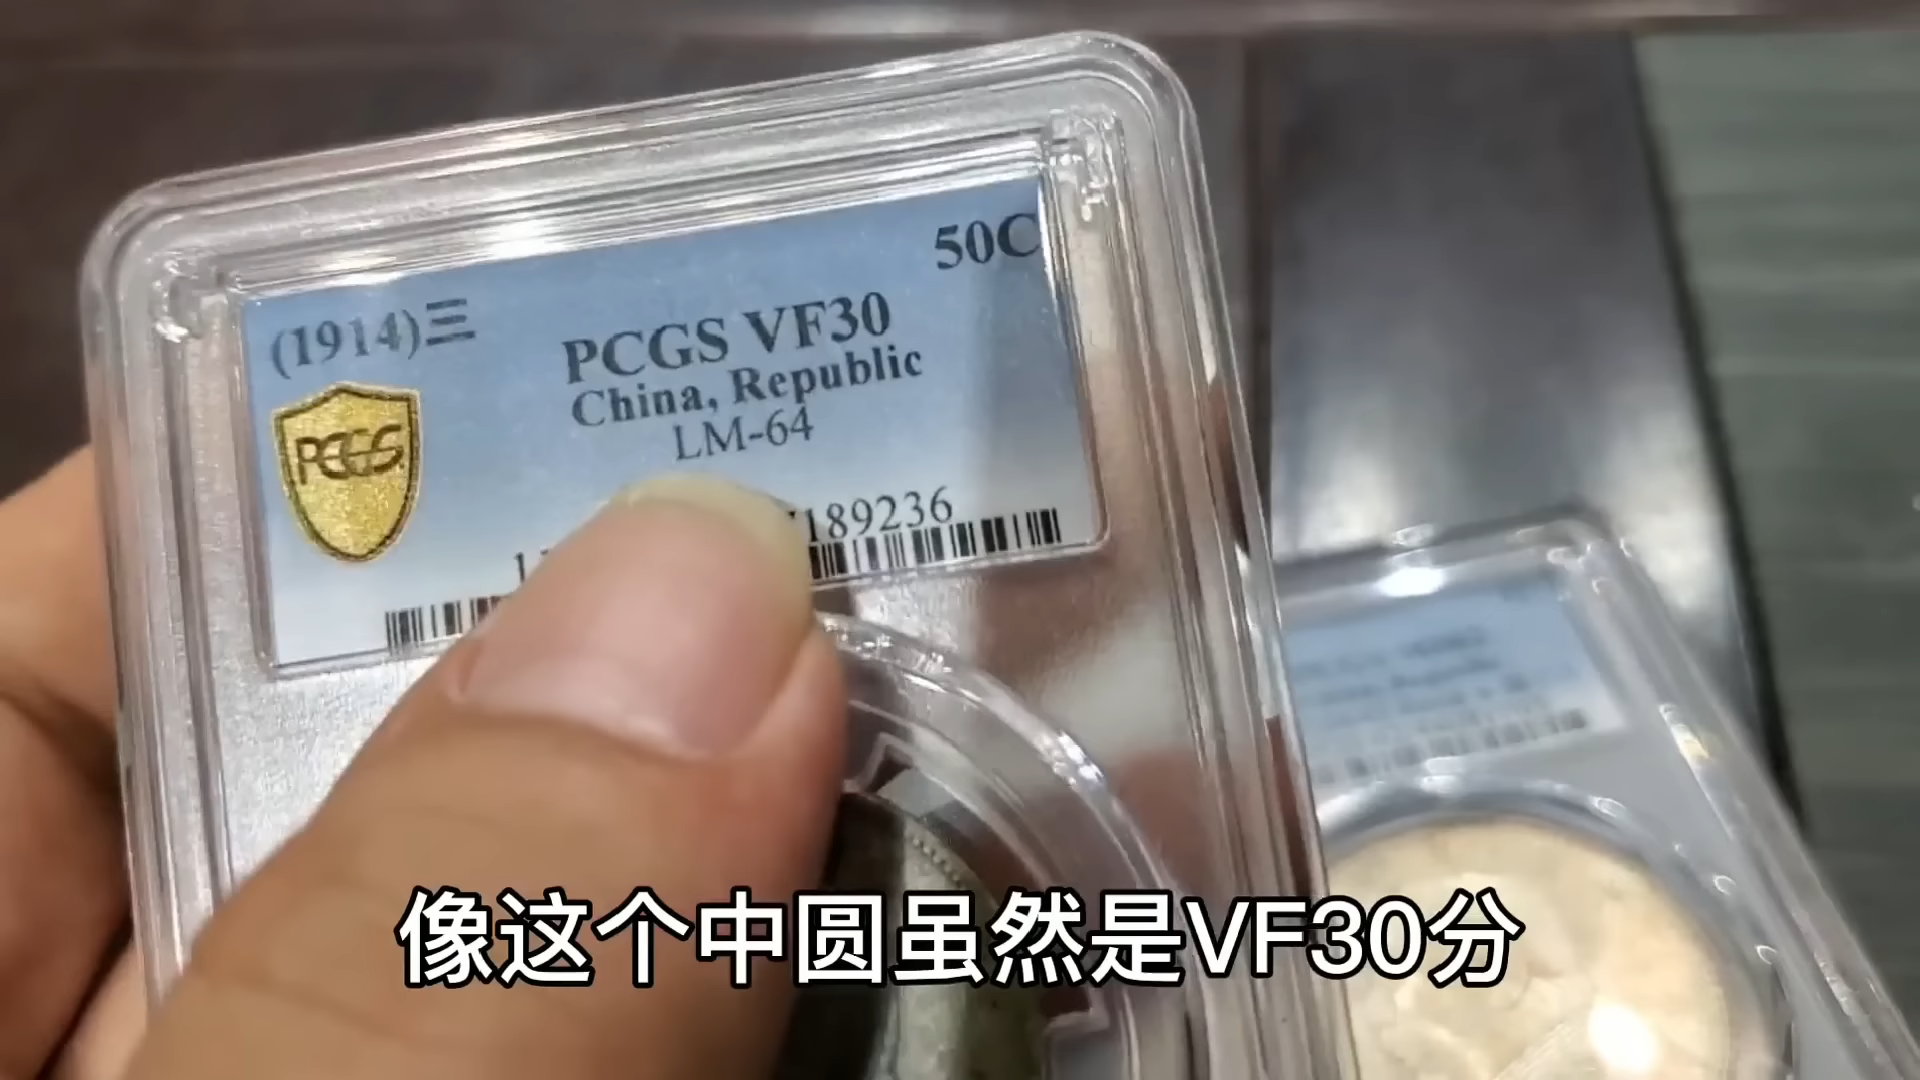 50C
(1914)三
PCGS VF30
China, Republic
LM-64
189236
PCGS
像这个中圆虽然是VF30分